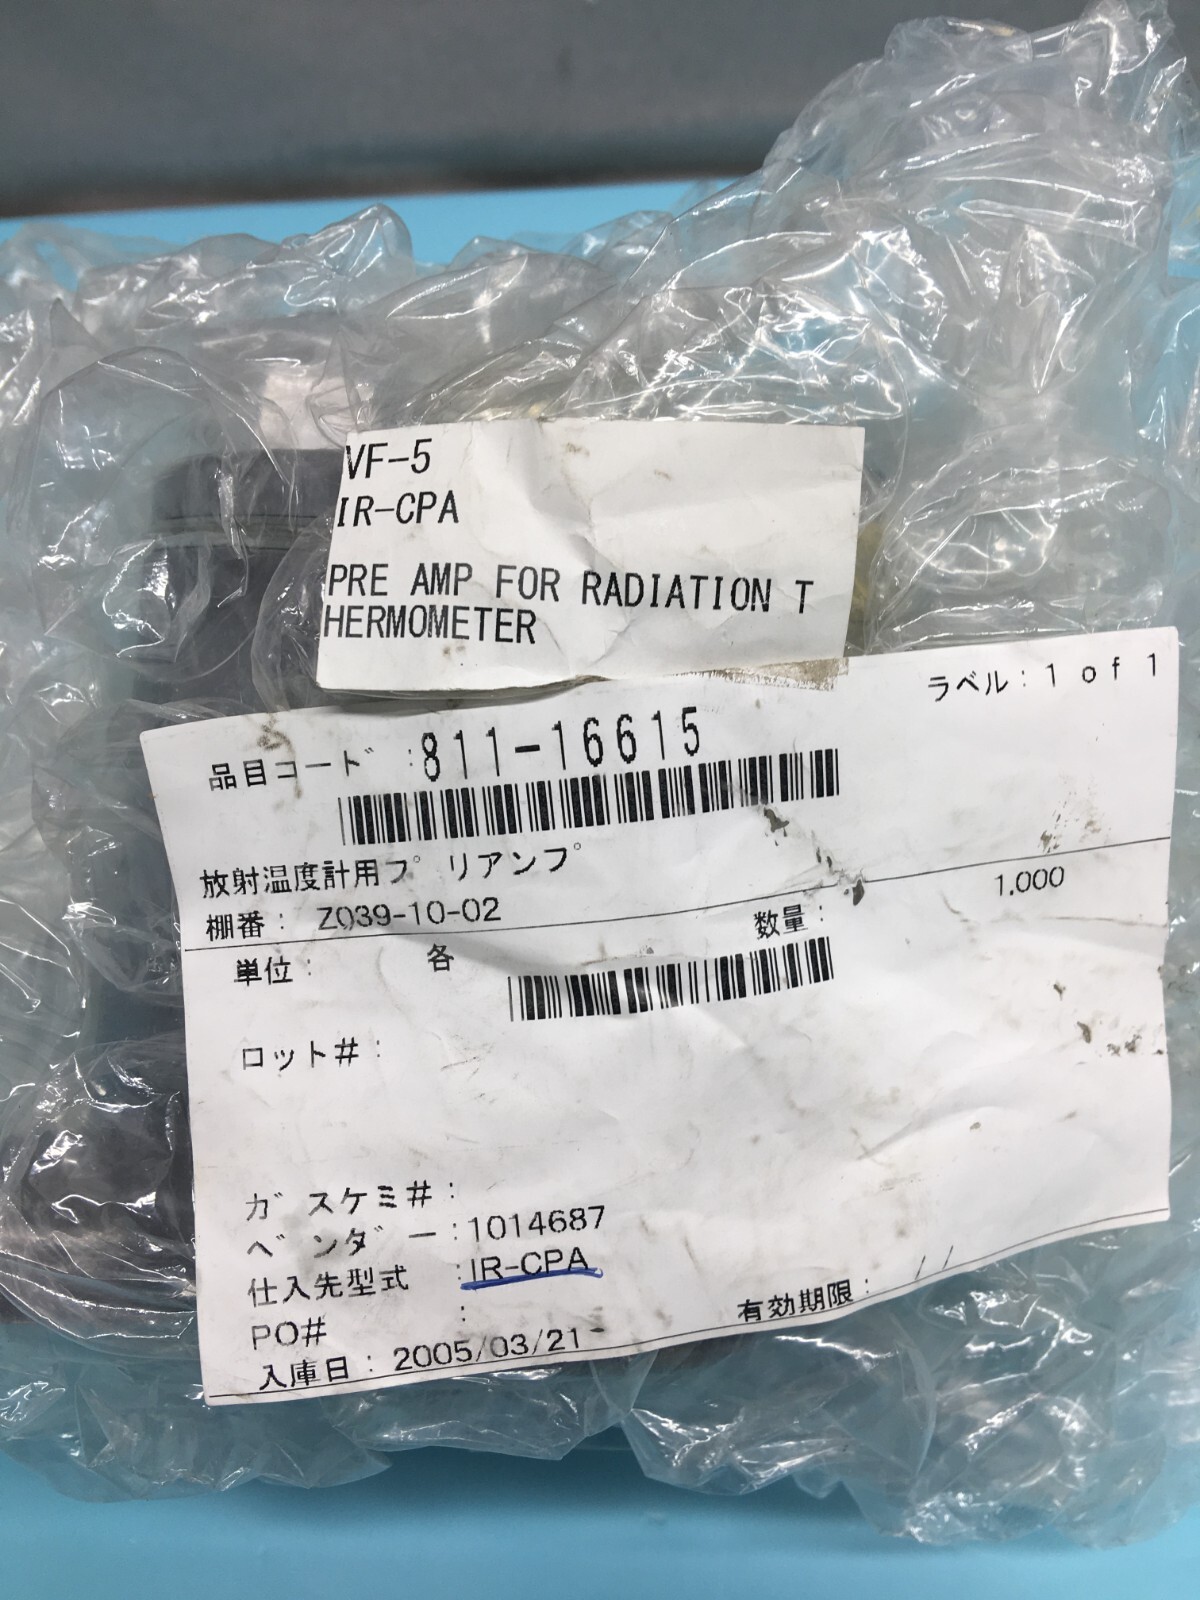 VF-5
IR-CPA
PRE AMP FOR RADIATION T
HERMOMETER
ラベル:1 of 1
品目コード:811-16615
放射温度計用プリアンプ
棚番: Z039-10-02
単位: 各 数量: 1.000
ロット#:
ガスケミ#:
ベンダー:1014687
仕入先型式 :IR-CPA
PO# :
入庫日: 2005/03/21 有効期限: / /